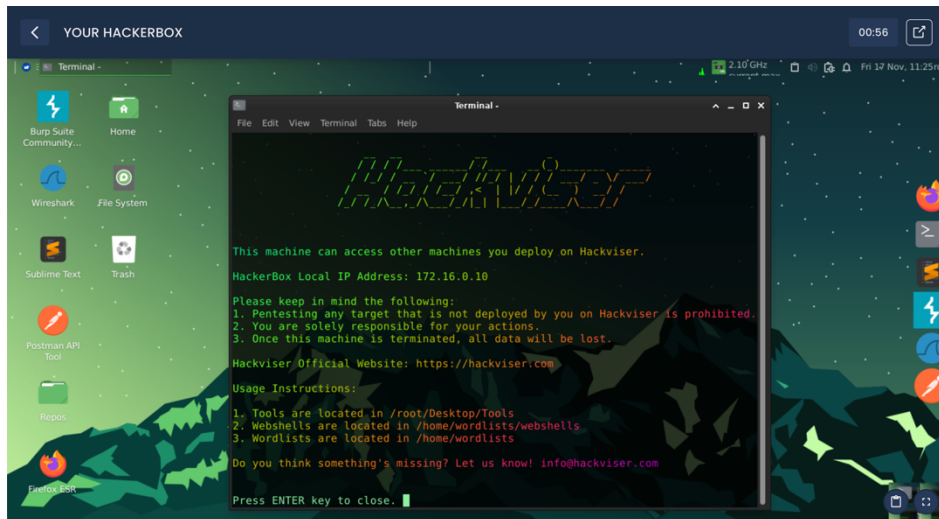 YOUR HACKERBOX
00:56
Terminal -
2.10 GHz
Fri 17 Nov, 11:25
Burp Suite
Community...
Home
Wireshark
File System
Sublime Text
Trash
Postman API
Tool
Repos
Firefox ESR
Terminal -
File Edit View Terminal Tabs Help
Hackviser
This machine can access other machines you deploy on Hackviser.
HackerBox Local IP Address: 172.16.0.10
Please keep in mind the following:
1. Pentesting any target that is not deployed by you on Hackviser is prohibited.
2. You are solely responsible for your actions.
3. Once this machine is terminated, all data will be lost.
Hackviser Official Website: https://hackviser.com
Usage Instructions:
1. Tools are located in /root/Desktop/Tools
2. Webshells are located in /home/wordlists/webshells
3. Wordlists are located in /home/wordlists
Do you think something's missing? Let us know! info@hackviser.com
Press ENTER key to close.